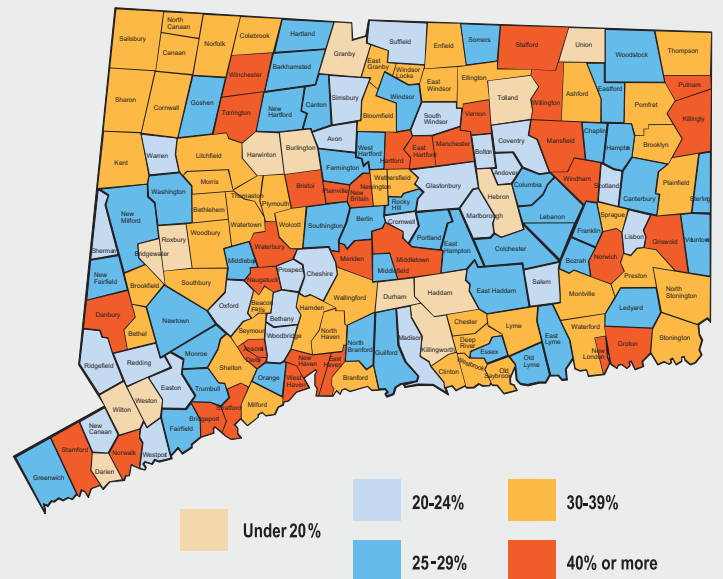 North
Canaan
Salisbury
Canaan
Norfolk
Colebrook
Hartland
Granby
Suffield
Enfield
Somers
Stafford
Union
Woodstock
Thompson
East
Granby
Windsor
Locks
Winchester
Barkhamsted
East
Windsor
Ellington
Tolland
Willington
Ashford
Eastford
Pomfret
Putnam
Sharon
Cornwall
Goshen
Torrington
New
Hartford
Canton
Simsbury
Bloomfield
Windsor
South
Windsor
Vernon
Killingly
Kent
Warren
Litchfield
Harwinton
Burlington
Avon
West
Hartford
Hartford
East
Hartford
Manchester
Bolton
Coventry
Mansfield
Chaplin
Hampton
Brooklyn
Farmington
Washington
Morris
Bethlehem
Thomaston
Plymouth
Bristol
Plainville
New
Britain
Newington
Wethersfield
Rocky
Hill
Glastonbury
Andover
Hebron
Columbia
Windham
Scotland
Canterbury
Plainfield
Sterling
New
Milford
Sherman
Roxbury
Bridgewater
Woodbury
Watertown
Wolcott
Southington
Berlin
Cromwell
Portland
Marlborough
Lebanon
Franklin
Sprague
Lisbon
Griswold
Voluntown
Waterbury
Middlebury
Prospect
Cheshire
Meriden
Middletown
Middlefield
East
Hampton
Colchester
Bozrah
Norwich
Preston
New
Fairfield
Brookfield
Southbury
Naugatuck
Oxford
Beacon
Falls
Bethany
Hamden
Wallingford
Durham
Haddam
East Haddam
Salem
Montville
North
Stonington
Danbury
Bethel
Newtown
Seymour
Woodbridge
North
Haven
Ansonia
Derby
Killingworth
Chester
Deep
River
Lyme
Waterford
Ledyard
Ridgefield
Redding
Monroe
Shelton
Orange
New
Haven
East
Haven
North
Branford
Guilford
Madison
Essex
Westbrook
Old
Saybrook
Old
Lyme
East
Lyme
New
London
Groton
Stonington
Wilton
Weston
Easton
Trumbull
Stratford
Milford
West
Haven
Branford
Clinton
New
Canaan
Bridgeport
Fairfield
Greenwich
Stamford
Darien
Norwalk
Westport
Under 20%
20-24%
25-29%
30-39%
40% or more